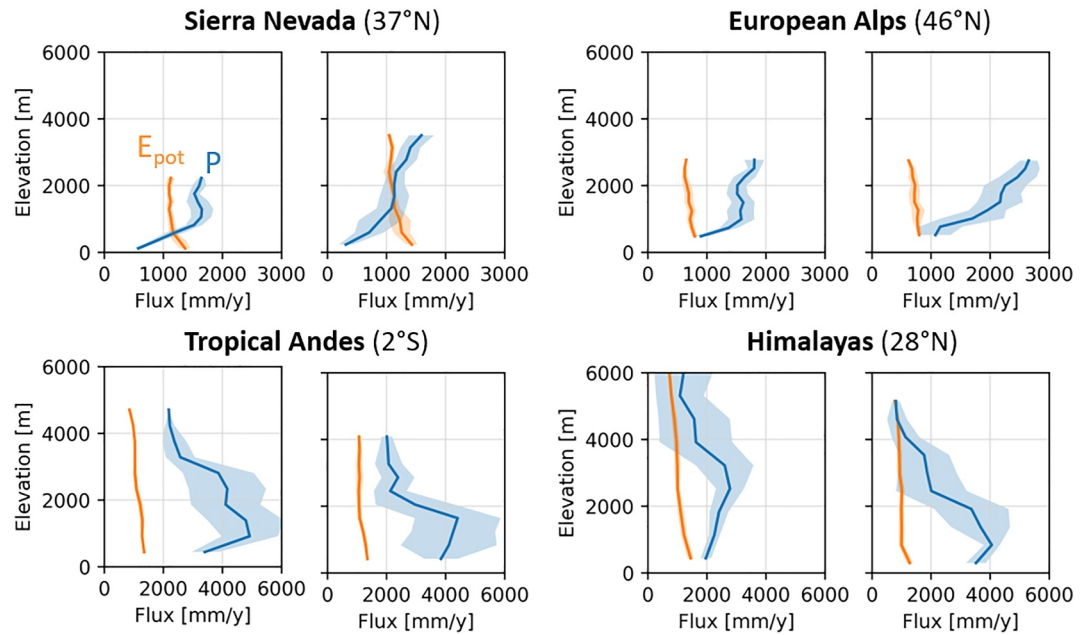 Sierra Nevada (37°N)
European Alps (46°N)
6000
4000
2000
0
Elevation [m]
E_pot
P
0 1000 2000 3000
Flux [mm/y]
0 1000 2000 3000
Flux [mm/y]
6000
4000
2000
0
Elevation [m]
0 1000 2000 3000
Flux [mm/y]
0 1000 2000 3000
Flux [mm/y]
Tropical Andes (2°S)
Himalayas (28°N)
6000
4000
2000
0
Elevation [m]
0 2000 4000 6000
Flux [mm/y]
0 2000 4000 6000
Flux [mm/y]
6000
4000
2000
0
Elevation [m]
0 2000 4000 6000
Flux [mm/y]
0 2000 4000 6000
Flux [mm/y]